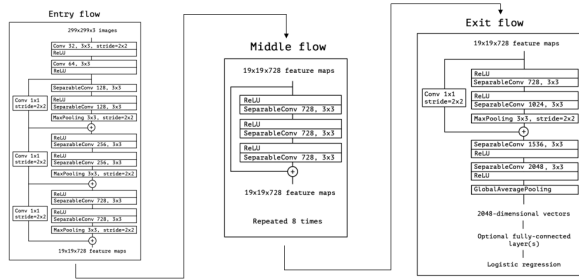 Entry flow
299x299x3 images
Conv 32, 3x3, stride=2x2
ReLU
Conv 64, 3x3
ReLU
Conv 1x1
stride=2x2
SeparableConv 128, 3x3
ReLU
SeparableConv 128, 3x3
MaxPooling 3x3, stride=2x2
+
Conv 1x1
stride=2x2
ReLU
SeparableConv 256, 3x3
ReLU
SeparableConv 256, 3x3
MaxPooling 3x3, stride=2x2
+
Conv 1x1
stride=2x2
ReLU
SeparableConv 728, 3x3
ReLU
SeparableConv 728, 3x3
MaxPooling 3x3, stride=2x2
+
19x19x728 feature maps
Middle flow
19x19x728 feature maps
ReLU
SeparableConv 728, 3x3
ReLU
SeparableConv 728, 3x3
ReLU
SeparableConv 728, 3x3
+
19x19x728 feature maps
Repeated 8 times
Exit flow
19x19x728 feature maps
Conv 1x1
stride=2x2
ReLU
SeparableConv 728, 3x3
ReLU
SeparableConv 1024, 3x3
MaxPooling 3x3, stride=2x2
+
SeparableConv 1536, 3x3
ReLU
SeparableConv 2048, 3x3
ReLU
GlobalAveragePooling
2048-dimensional vectors
Optional fully-connected
layer(s)
Logistic regression